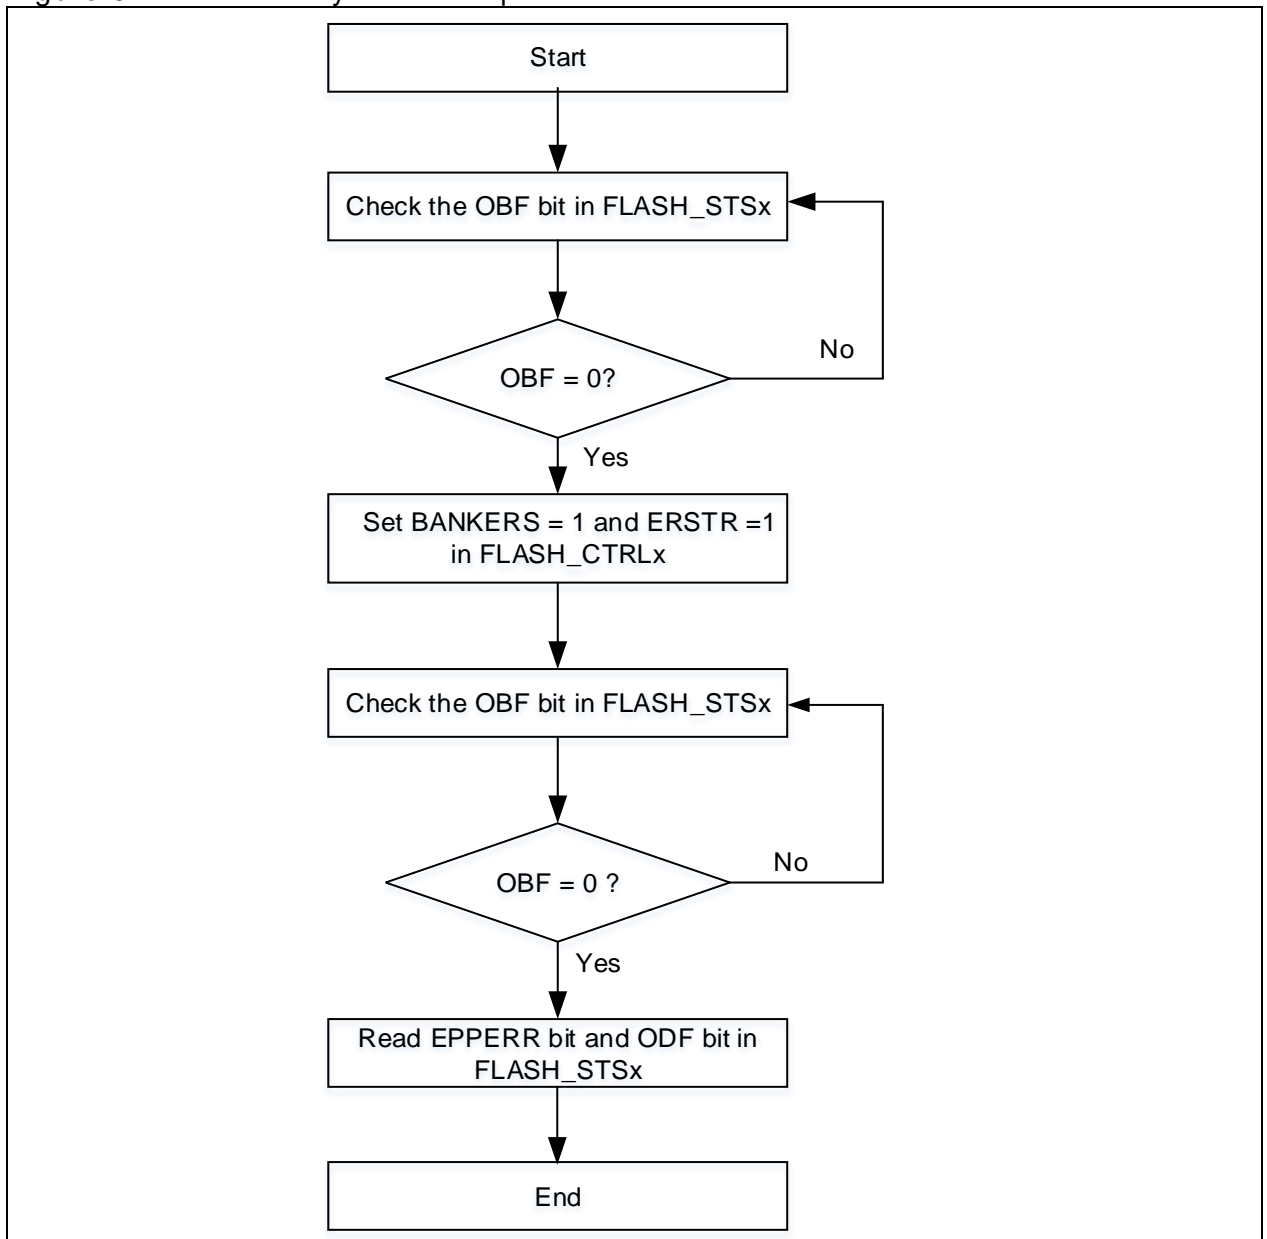 Start
Check the OBF bit in FLASH_STSx
No
OBF = 0?
Yes
Set BANKERS = 1 and ERSTR =1
in FLASH_CTRLx
Check the OBF bit in FLASH_STSx
No
OBF = 0 ?
Yes
Read EPPERR bit and ODF bit in
FLASH_STSx
End